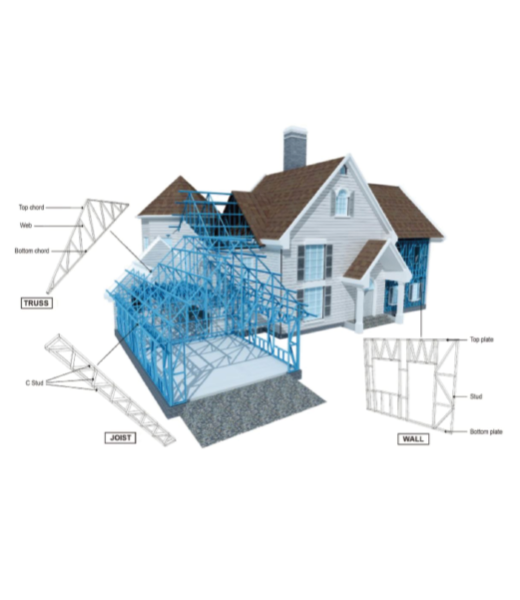 Top chord
Web
Bottom chord
TRUSS
C Stud
JOIST
Top plate
Stud
Bottom plate
WALL